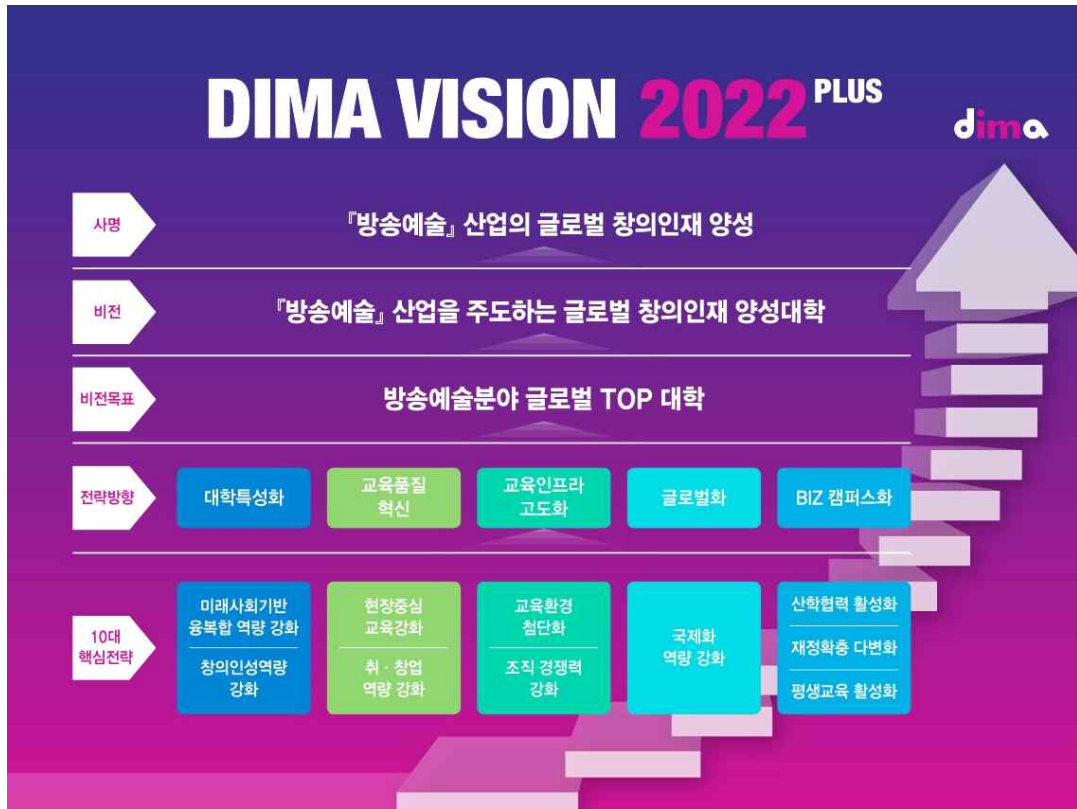 DIMA VISION 2022 PLUS
dima
사명
『방송예술』 산업의 글로벌 창의인재 양성
비전
『방송예술』 산업을 주도하는 글로벌 창의인재 양성대학
비전목표
방송예술분야 글로벌 TOP 대학
전략방향
대학특성화
교육품질
혁신
교육인프라
고도화
글로벌화
BIZ 캠퍼스화
10대
핵심전략
미래사회기반
융복합 역량 강화
창의인성역량
강화
현장중심
교육강화
취 · 창업
역량 강화
교육환경
첨단화
조직 경쟁력
강화
국제화
역량 강화
산학협력 활성화
재정확충 다변화
평생교육 활성화